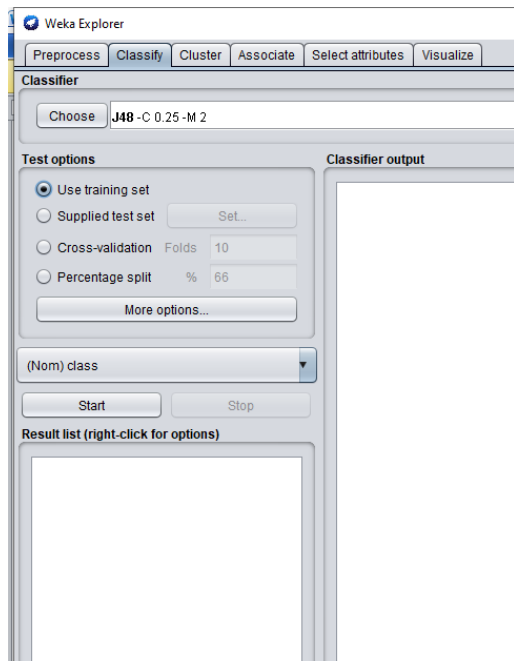 Weka Explorer
Preprocess Classify Cluster Associate Select attributes Visualize
Classifier
Choose J48 -C 0.25 -M 2
Test options
Use training set
Supplied test set Set...
Cross-validation Folds 10
Percentage split % 66
More options...
(Nom) class
Start Stop
Result list (right-click for options)
Classifier output